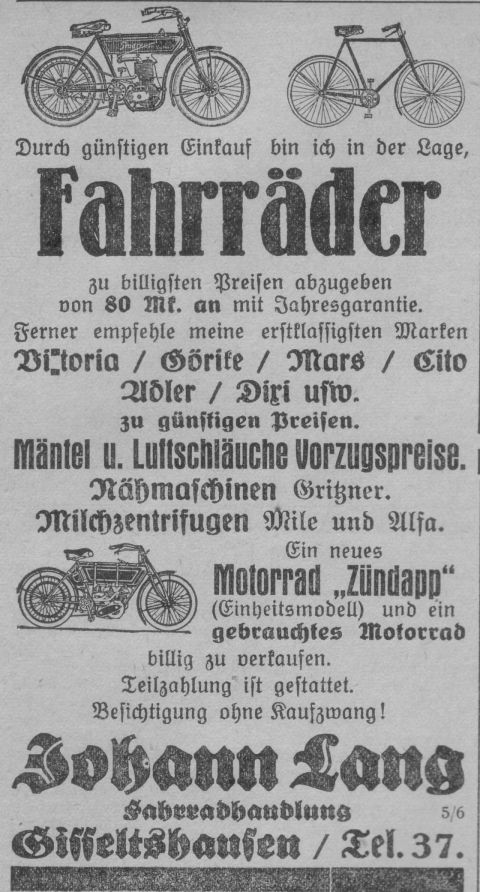 Durch günstigen Einkauf bin ich in der Lage,
Fahrräder
zu billigsten Preisen abzugeben
von 80 Mk. an mit Jahresgarantie.
Ferner empfehle meine erstklassigsten Marken
Viktoria / Görike / Mars / Cito
Adler / Dixi usw.
zu günstigen Preisen.
Mäntel u. Luftschläuche Vorzugspreise.
Nähmaschinen Gritzner.
Milchzentrifugen Mile und Alfa.
Ein neues
Motorrad „Zündapp“
(Einheitsmodell) und ein
gebrauchtes Motorrad
billig zu verkaufen.
Teilzahlung ist gestattet.
Besichtigung ohne Kaufzwang!
Johann Lang
Fahrradhandlung 5/6
Gisseltshausen / Tel. 37.